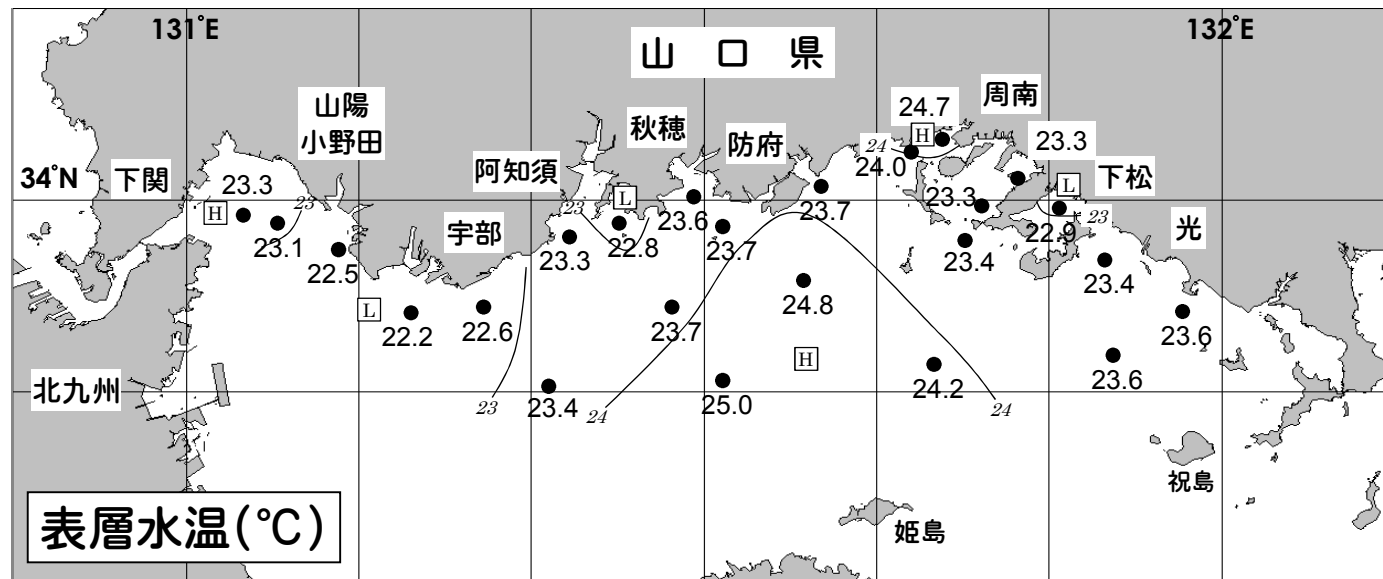 131°E
132°E
山 口 県
24.7
周南
山陽
小野田
秋穂
防府
H
24
24.0
23.3
34°N
下関
阿知須
L
下松
23.3
H
23
23.1
22.5
宇部
23
L
22.8
23.3
23.6
23.7
23.7
23.3
22.9
23
光
23.4
23.4
L
22.2
22.6
23.7
24.8
23.6
H
北九州
23
23.4
24
25.0
24.2
24
23.6
祝島
姫島
表層水温(℃)